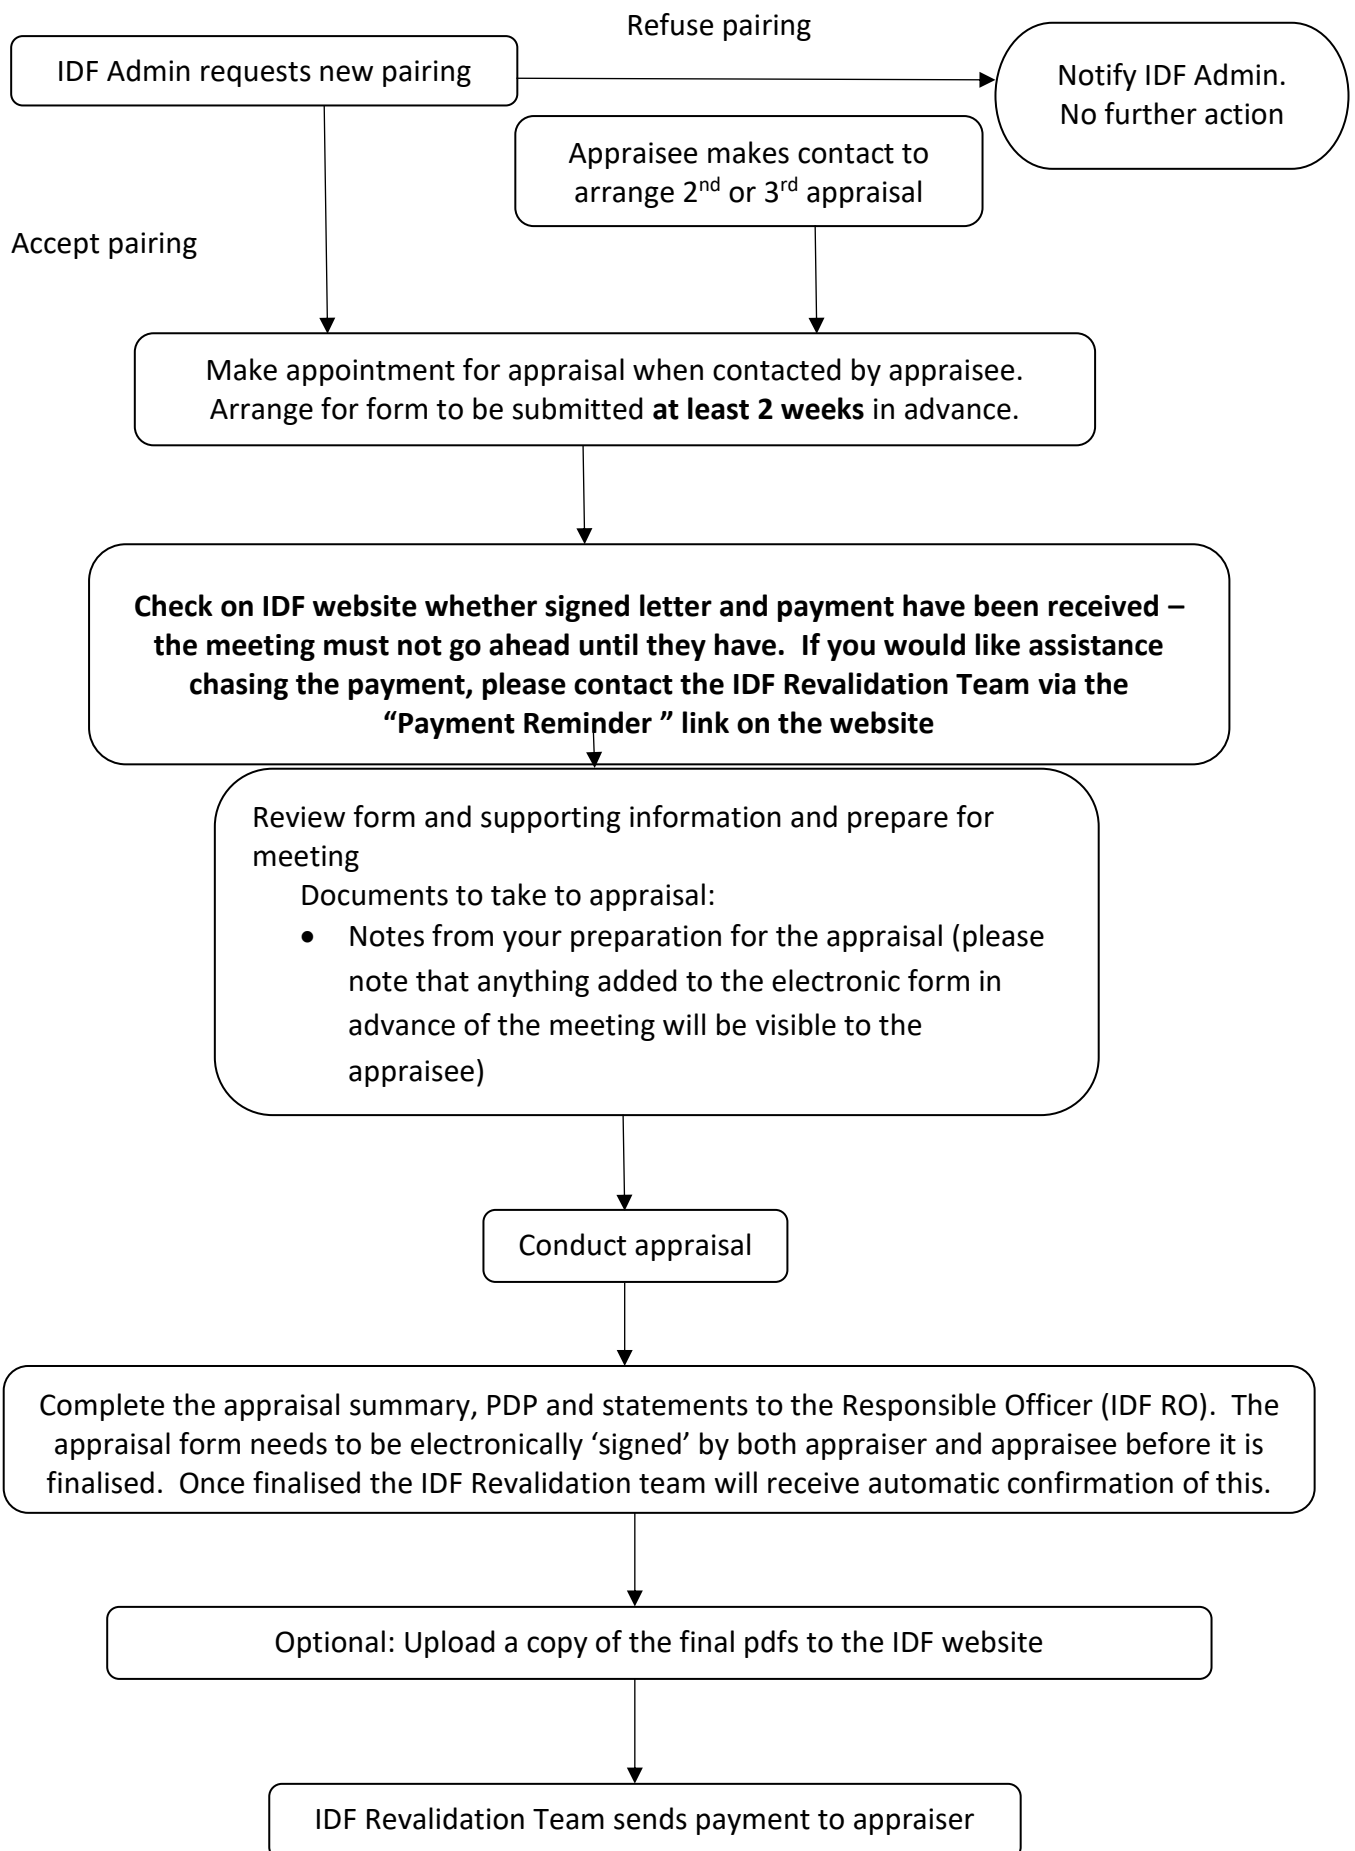 Refuse pairing
IDF Admin requests new pairing
Notify IDF Admin.
No further action
Appraisee makes contact to
arrange 2nd or 3rd appraisal
Accept pairing
Make appointment for appraisal when contacted by appraisee.
Arrange for form to be submitted at least 2 weeks in advance.
Check on IDF website whether signed letter and payment have been received –
the meeting must not go ahead until they have.  If you would like assistance
chasing the payment, please contact the IDF Revalidation Team via the
“Payment Reminder ” link on the website
Review form and supporting information and prepare for
meeting
Documents to take to appraisal:
• Notes from your preparation for the appraisal (please
note that anything added to the electronic form in
advance of the meeting will be visible to the
appraisee)
Conduct appraisal
Complete the appraisal summary, PDP and statements to the Responsible Officer (IDF RO).  The
appraisal form needs to be electronically ‘signed’ by both appraiser and appraisee before it is
finalised.  Once finalised the IDF Revalidation team will receive automatic confirmation of this.
Optional: Upload a copy of the final pdfs to the IDF website
IDF Revalidation Team sends payment to appraiser